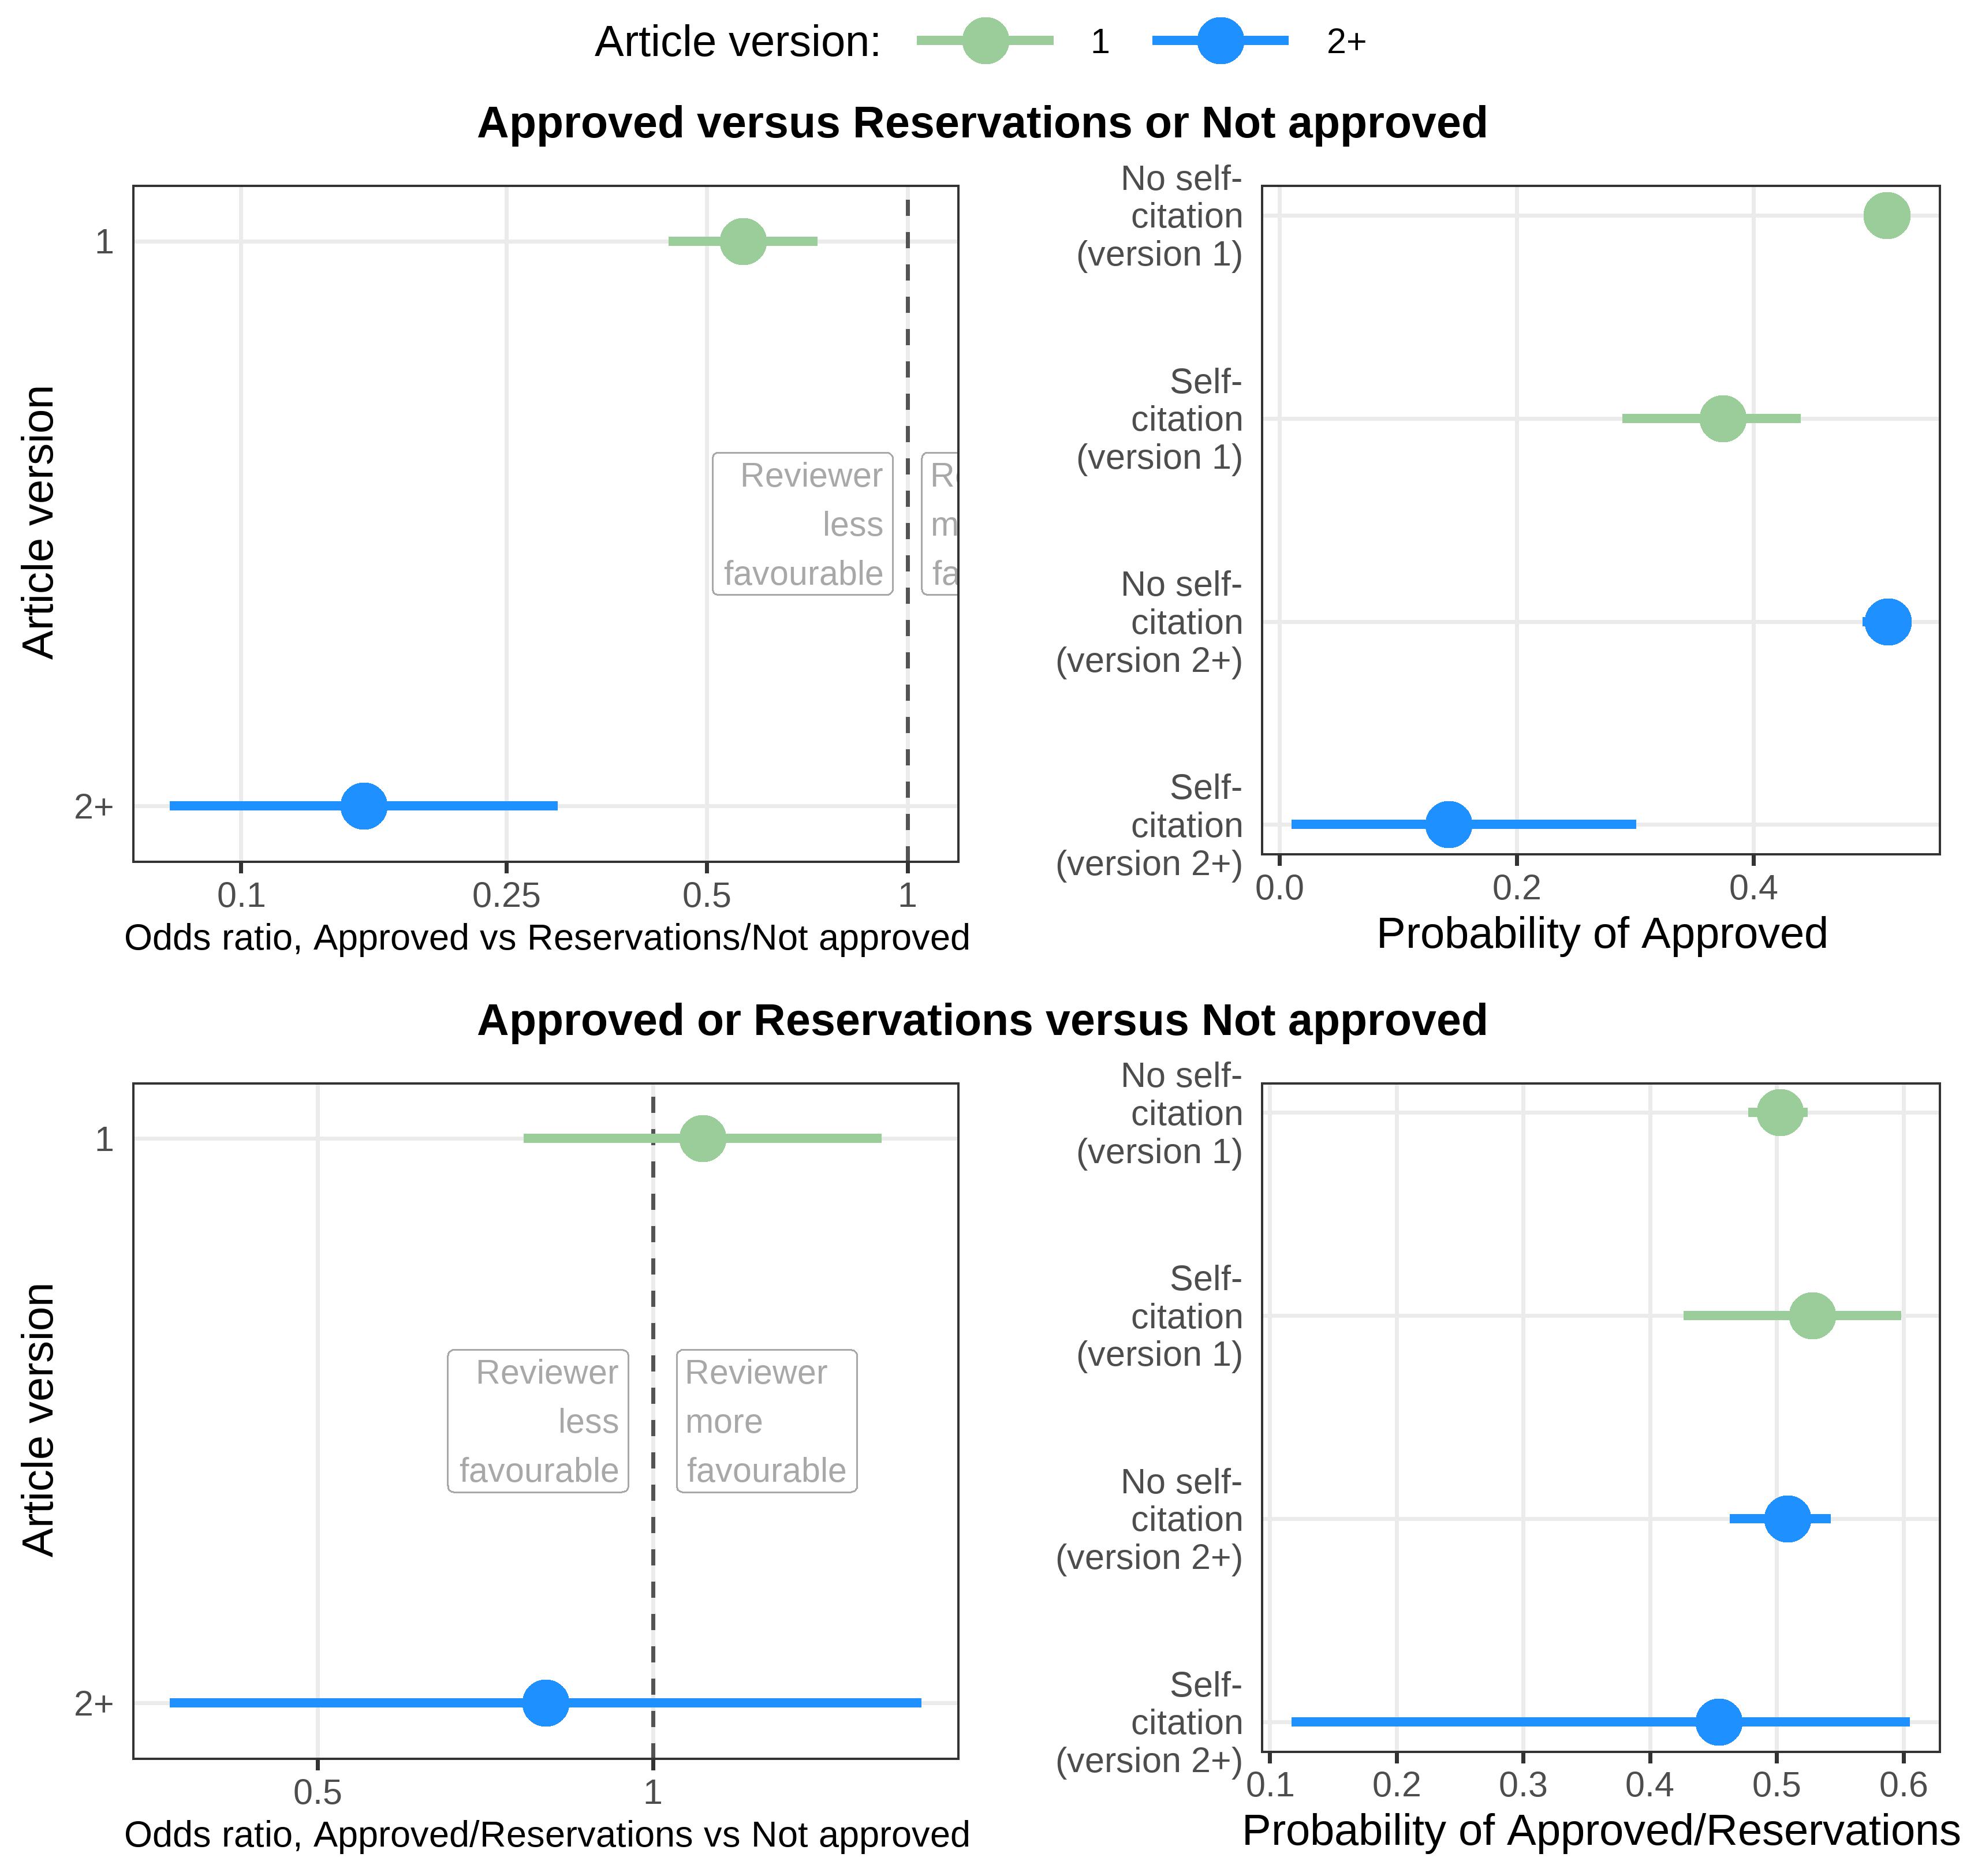 Article version: 1 2+
Approved versus Reservations or Not approved
Article version
1
2+
Reviewer
less
favourable
0.1 0.25 0.5 1
Odds ratio, Approved vs Reservations/Not approved
No self-
citation
(version 1)
Self-
citation
(version 1)
No self-
citation
(version 2+)
Self-
citation
(version 2+)
0.0 0.2 0.4
Probability of Approved
Approved or Reservations versus Not approved
Article version
1
2+
Reviewer
less
favourable
Reviewer
more
favourable
0.5 1
Odds ratio, Approved/Reservations vs Not approved
No self-
citation
(version 1)
Self-
citation
(version 1)
No self-
citation
(version 2+)
Self-
citation
(version 2+)
0.1 0.2 0.3 0.4 0.5 0.6
Probability of Approved/Reservations